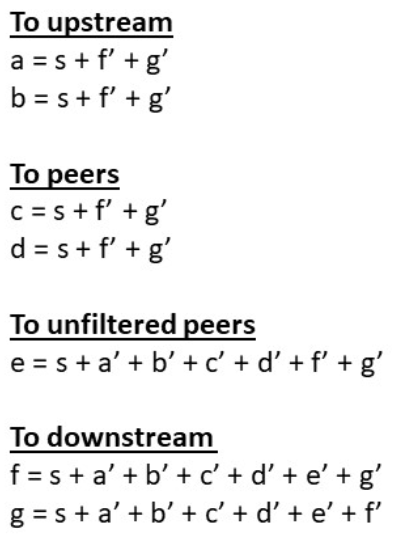 To upstream
a = s + f′ + g′
b = s + f′ + g′
To peers
c = s + f′ + g′
d = s + f′ + g′
To unfiltered peers
e = s + a′ + b′ + c′ + d′ + f′ + g′
To downstream
f = s + a′ + b′ + c′ + d′ + e′ + g′
g = s + a′ + b′ + c′ + d′ + e′ + f′